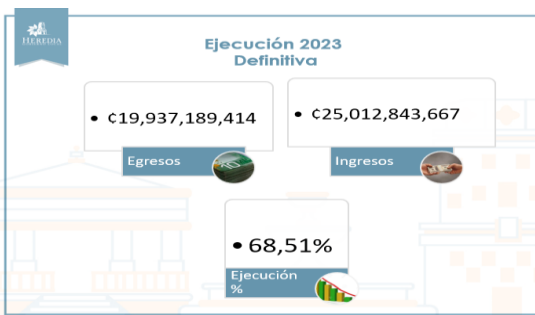 HEREDIA
Ejecución 2023
Definitiva
• ¢19,937,189,414
• ¢25,012,843,667
Egresos
Ingresos
• 68,51%
Ejecución
%